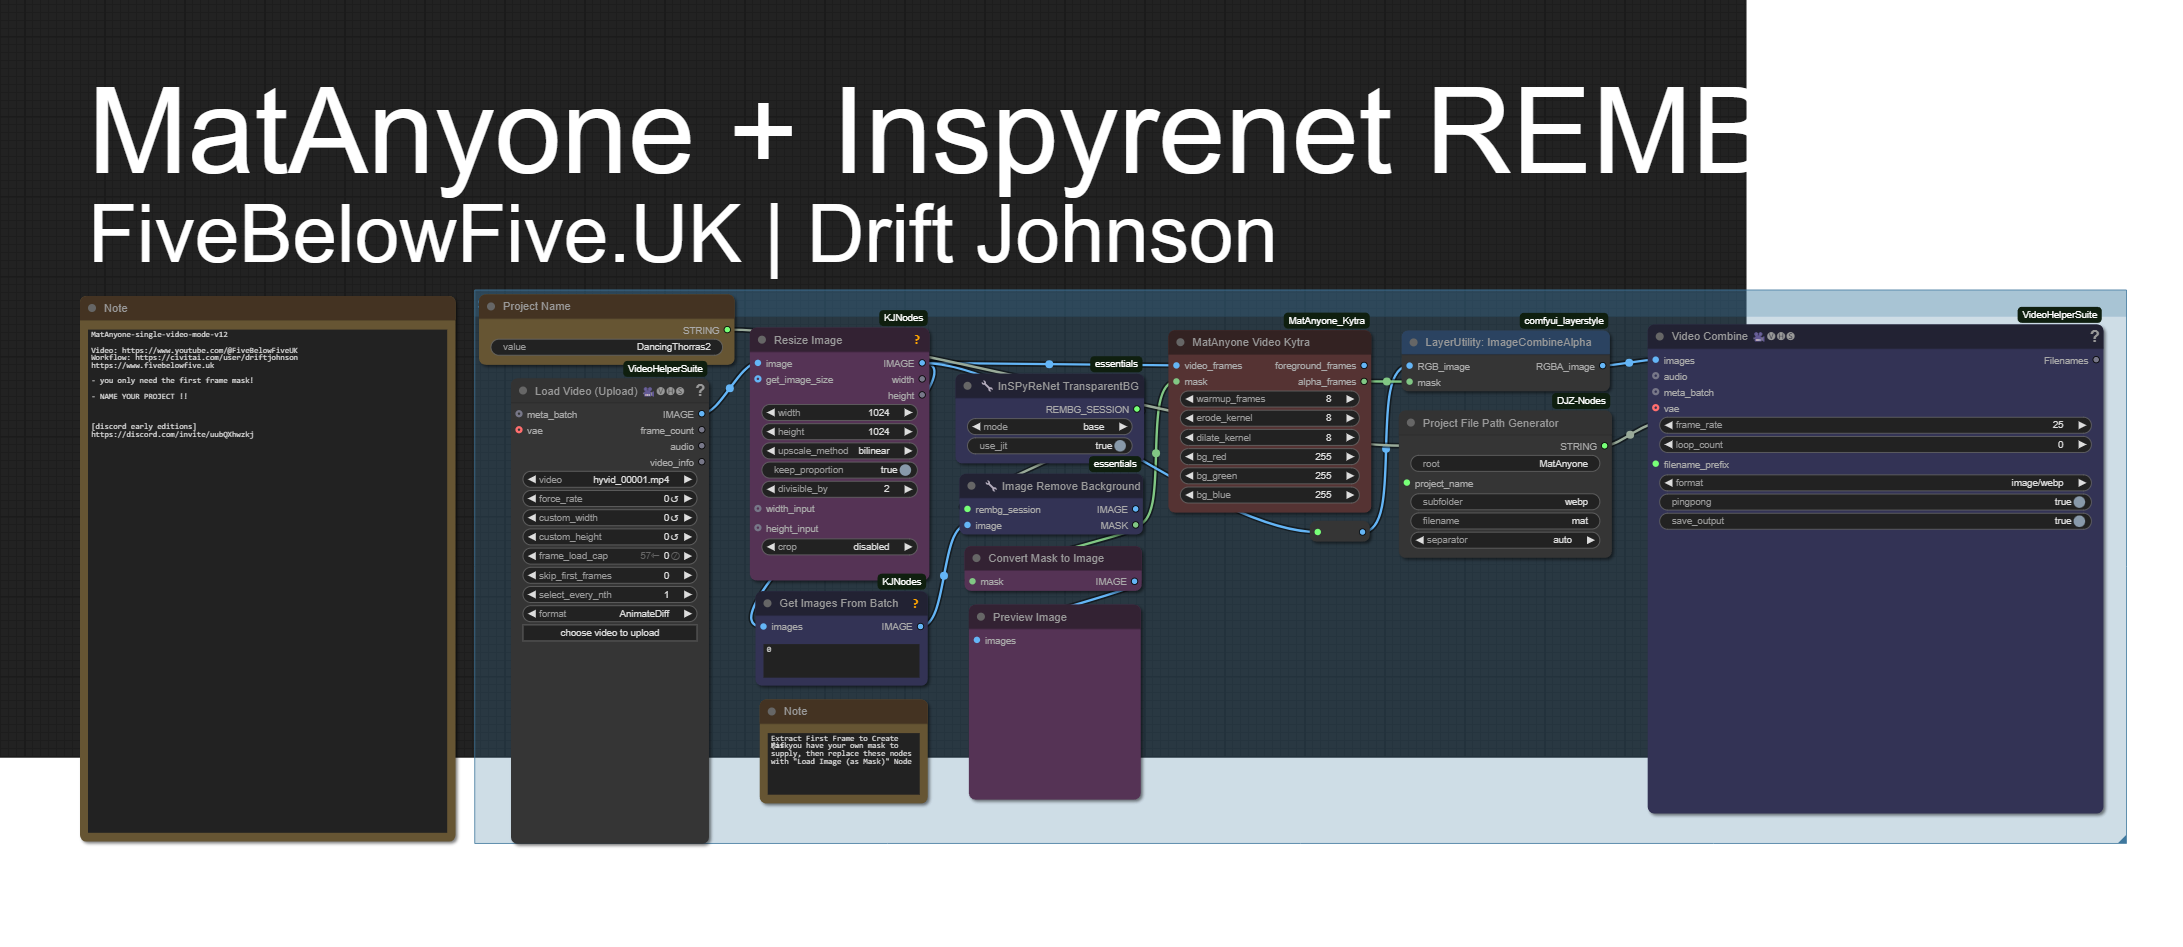 MatAnyone + Inspyrenet REMB
FiveBelowFive.UK | Drift Johnson
Note
MatAnyone-single-video-mode-v12
Video: https://www.youtube.com/@FiveBelowFiveUK
Workflow: https://civitai.com/user/driftjohnson
https://www.fivebelowfive.uk
- you only need the first frame mask!
- NAME YOUR PROJECT !!
[discord early editions]
https://discord.com/invite/uubQXhwzkj
Project Name
STRING
value DancingThorras2
VideoHelperSuite
Load Video (Upload) VHS ?
meta_batch IMAGE
vae frame_count
audio
video_info
video hyvid_00001.mp4
force_rate 0
custom_width 0
custom_height 0
frame_load_cap 57 0
skip_first_frames 0
select_every_nth 1
format AnimateDiff
choose video to upload
KJNodes
Resize Image ?
image IMAGE
get_image_size width
height
width 1024
height 1024
upscale_method bilinear
keep_proportion true
divisible_by 2
width_input
height_input
crop disabled
KJNodes
Get Images From Batch ?
images IMAGE
0
Note
Extract First Frame to Create
you have your own mask to
supply, then replace these nodes
with "Load Image (as Mask)" Node
essentials
InSPyReNet TransparentBG
REMBG_SESSION
mode base
use_jit true
essentials
Image Remove Background
rembg_session IMAGE
image MASK
Convert Mask to Image
mask IMAGE
Preview Image
images
MatAnyone_Kytra
MatAnyone Video Kytra
video_frames foreground_frames
mask alpha_frames
warmup_frames 8
erode_kernel 8
dilate_kernel 8
bg_red 255
bg_green 255
bg_blue 255
comfyui_layerstyle
LayerUtility: ImageCombineAlpha
RGB_image RGBA_image
mask
DJZ-Nodes
Project File Path Generator
STRING
root MatAnyone
project_name
subfolder webp
filename mat
separator auto
VideoHelperSuite
Video Combine VHS ?
images Filenames
audio
meta_batch
vae
frame_rate 25
loop_count 0
filename_prefix
format image/webp
pingpong true
save_output true